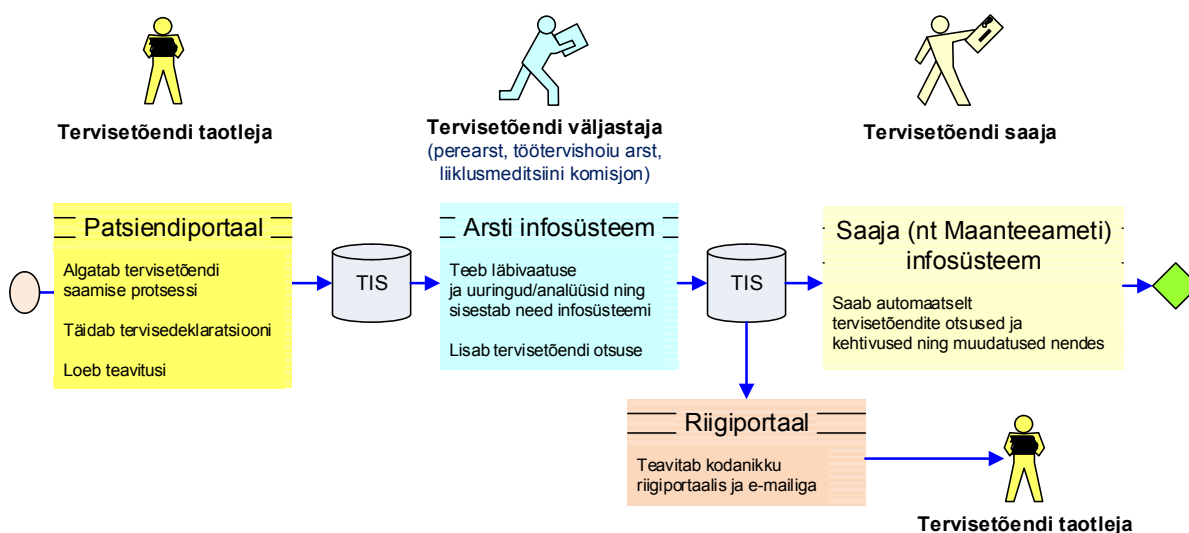 Tervisetõendi taotleja
Tervisetõendi väljastaja
(perearst, töötervishoiu arst,
liiklusmeditsiini komisjon)
Tervisetõendi saaja
Patsiendiportaal
Algatab tervisetõendi
saamise protsessi
Täidab tervisedeklaratsiooni
Loeb teavitusi
TIS
Arsti infosüsteem
Teeb läbivaatuse
ja uuringud/analüüsid ning
sisestab need infosüsteemi
Lisab tervisetõendi otsuse
TIS
Saaja (nt Maanteeameti)
infosüsteem
Saab automaatselt
tervisetõendite otsused ja
kehtivused ning muudatused nendes
Riigiportaal
Teavitab kodanikku
riigiportaalis ja e-mailiga
Tervisetõendi taotleja